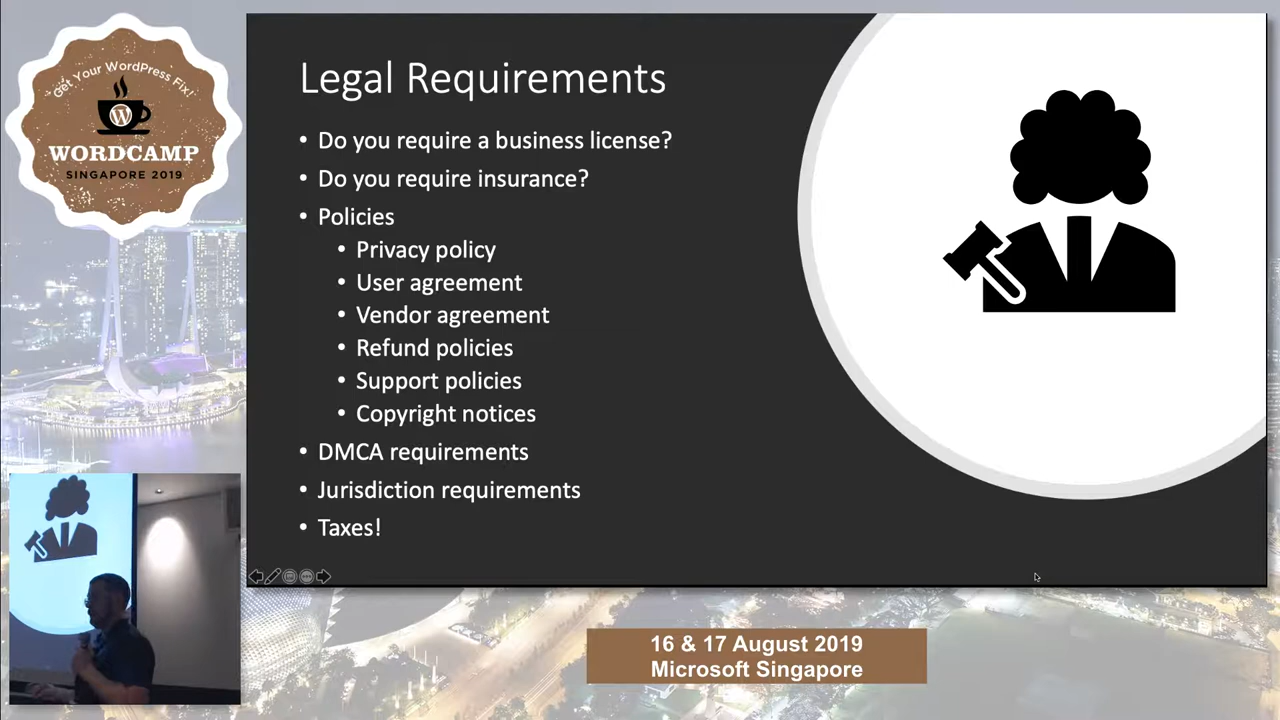 Get Your WordPress Fix!
W
WORDCAMP
SINGAPORE 2019
Legal Requirements
• Do you require a business license?
• Do you require insurance?
• Policies
• Privacy policy
• User agreement
• Vendor agreement
• Refund policies
• Support policies
• Copyright notices
• DMCA requirements
• Jurisdiction requirements
• Taxes!
16 & 17 August 2019
Microsoft Singapore